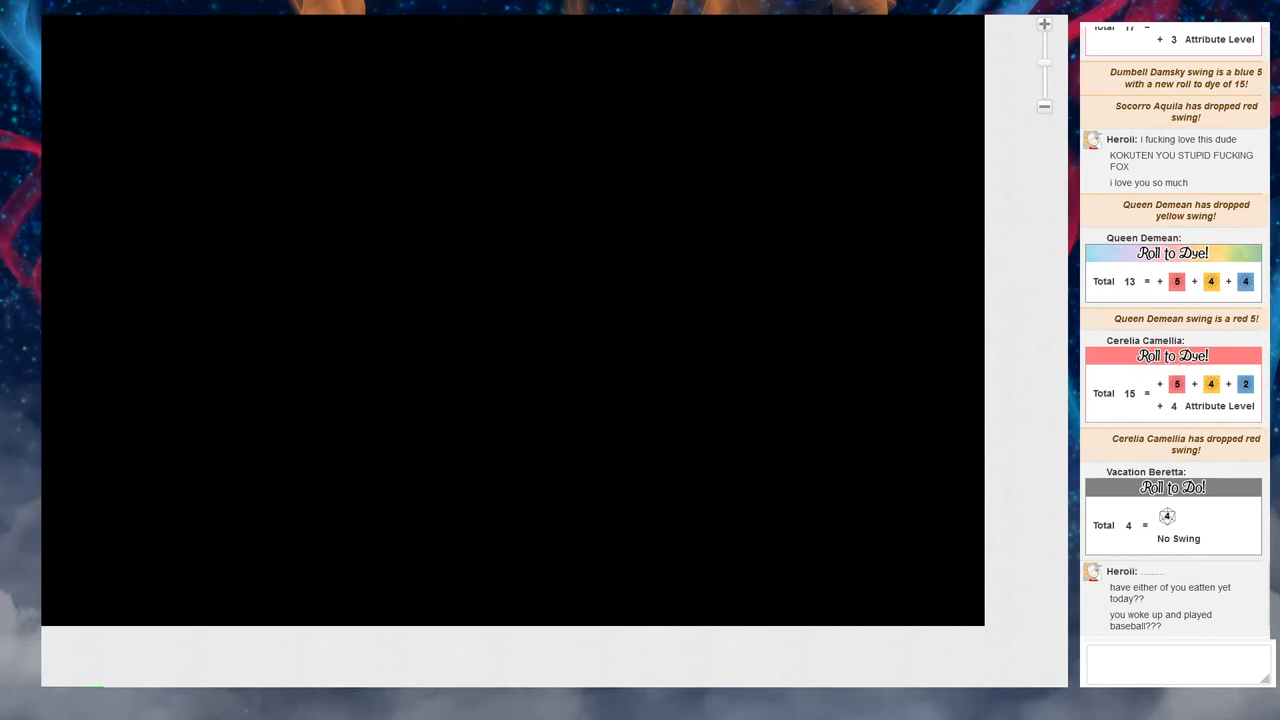 Total 17 =
+ 3 Attribute Level
Dumbell Damsky swing is a blue 5
with a new roll to dye of 15!
Socorro Aquila has dropped red
swing!
Heroii: i fucking love this dude
KOKUTEN YOU STUPID FUCKING
FOX
i love you so much
Queen Demean has dropped
yellow swing!
Queen Demean:
Roll to Dye!
Total 13 = + 5 + 4 + 4
Queen Demean swing is a red 5!
Cerelia Camellia:
Roll to Dye!
+ 5 + 4 + 2
Total 15 =
+ 4 Attribute Level
Cerelia Camellia has dropped red
swing!
Vacation Beretta:
Roll to Do!
4
Total 4 =
No Swing
Heroii: .........
have either of you eatten yet
today??
you woke up and played
baseball???